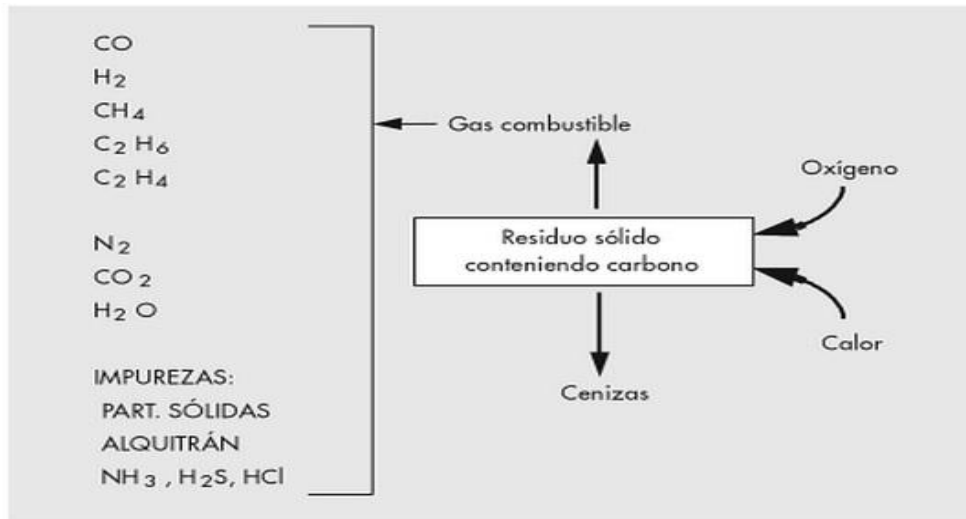 CO
H2
CH4
C2 H6
C2 H4
N2
CO2
H2 O
IMPUREZAS:
PART. SÓLIDAS
ALQUITRÁN
NH3 , H2S, HCl
Gas combustible
Oxígeno
Residuo sólido
conteniendo carbono
Calor
Cenizas